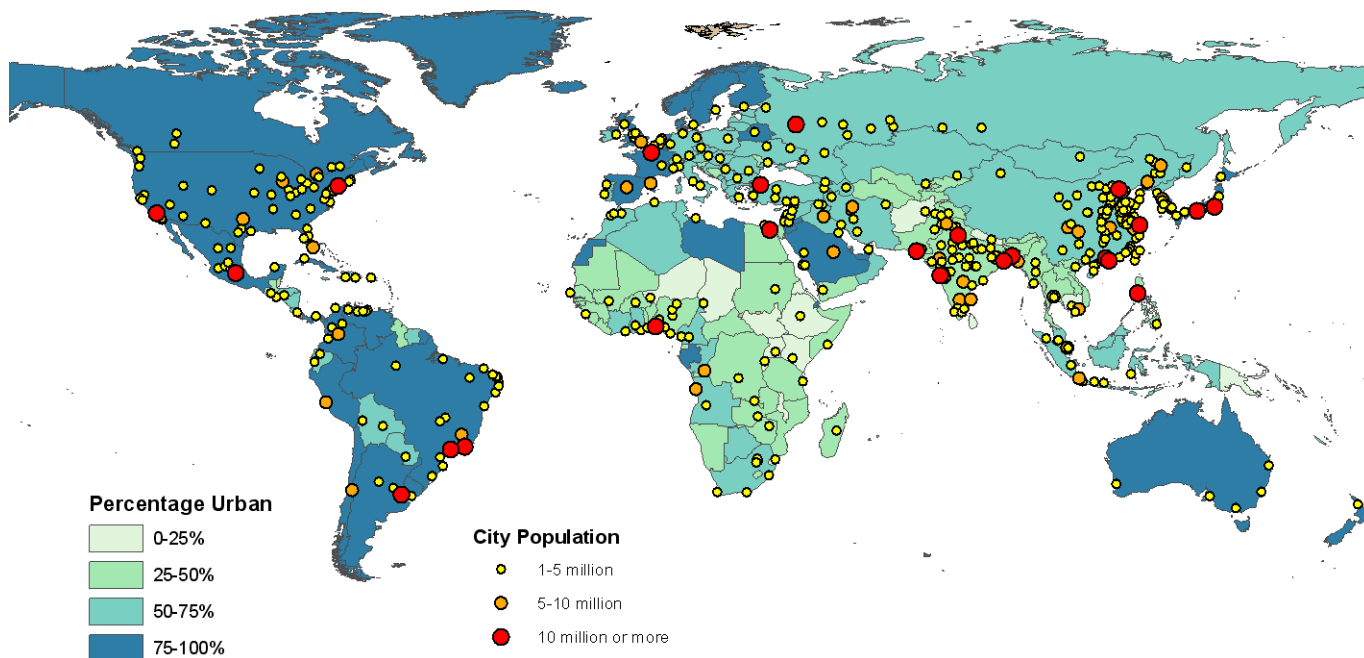 Percentage Urban
0-25%
25-50%
50-75%
75-100%
City Population
1-5 million
5-10 million
10 million or more